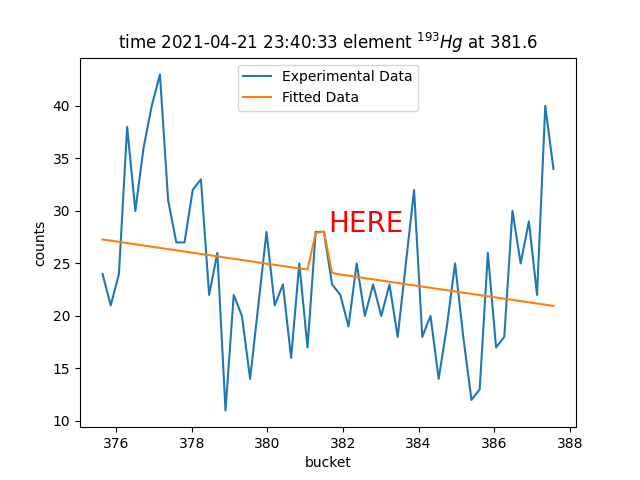 time 2021-04-21 23:40:33 element ¹⁹³Hg at 381.6
Experimental Data
Fitted Data
HERE
counts
40
35
30
25
20
15
10
376 378 380 382 384 386 388
bucket